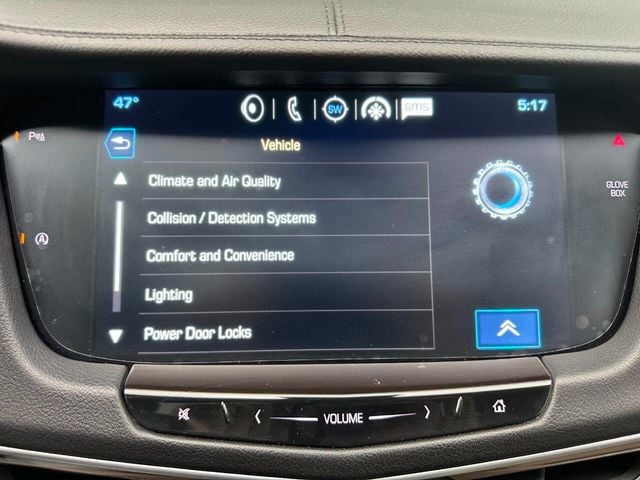 47°
SW
sms
5:17
P
Vehicle
Climate and Air Quality
GLOVE
BOX
Collision / Detection Systems
A
Comfort and Convenience
Lighting
Power Door Locks
VOLUME